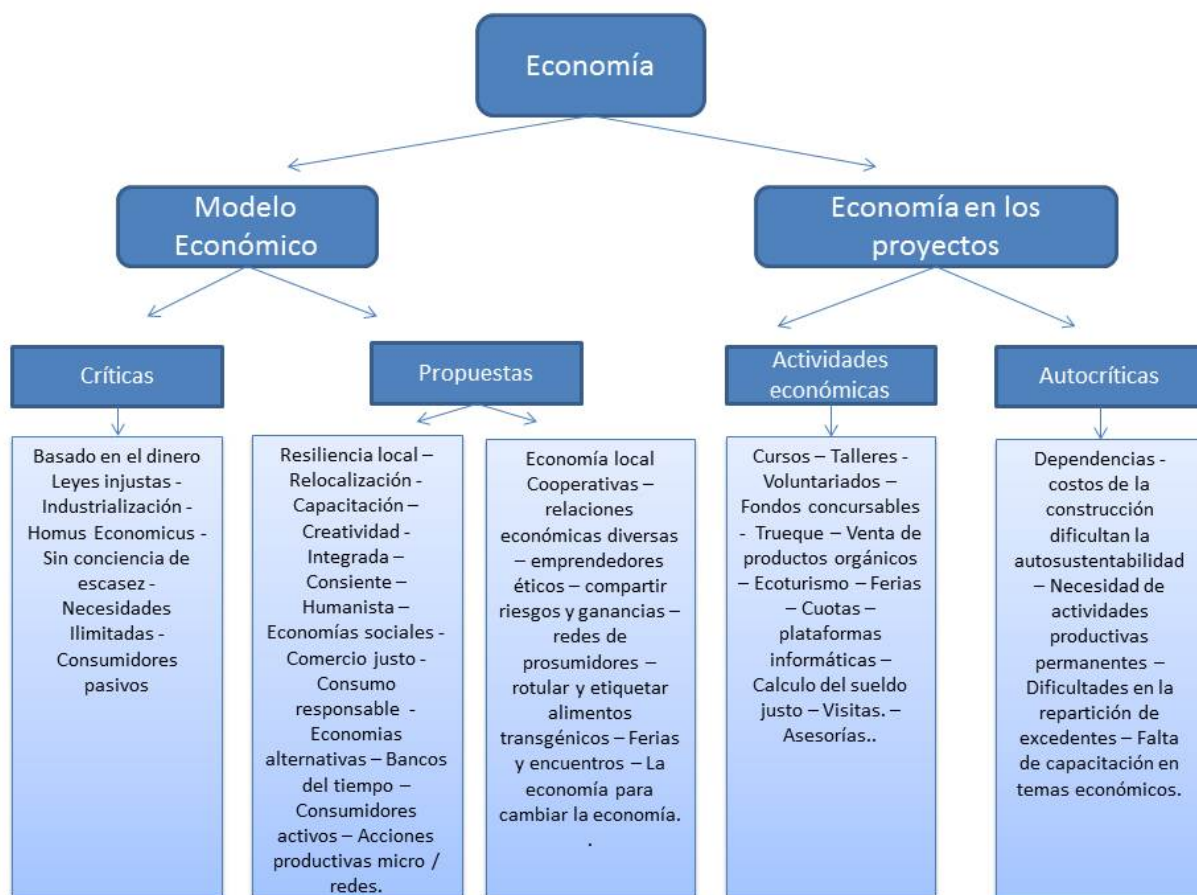 Economía
Modelo
Económico
Economía en los
proyectos
Críticas
Propuestas
Actividades
económicas
Autocríticas
Basado en el dinero
Leyes injustas -
Industrialización -
Homus Economicus -
Sin conciencia de
escasez -
Necesidades
Ilimitadas -
Consumidores
pasivos
Resiliencia local –
Relocalización -
Capacitación –
Creatividad -
Integrada –
Consiente –
Humanista –
Economías sociales -
Comercio justo -
Consumo
responsable -
Economias
alternativas – Bancos
del tiempo –
Consumidores
activos – Acciones
productivas micro /
redes.
Economía local
Cooperativas –
relaciones
económicas diversas
– emprendedores
éticos – compartir
riesgos y ganancias –
redes de
prosumidores –
rotular y etiquetar
alimentos
transgénicos – Ferias
y encuentros – La
economía para
cambiar la economía.
.
Cursos – Talleres -
Voluntariados –
Fondos concursables
- Trueque – Venta de
productos orgánicos
– Ecoturismo – Ferias
– Cuotas –
plataformas
informáticas –
Calculo del sueldo
justo – Visitas. –
Asesorías..
Dependencias -
costos de la
construcción
dificultan la
autosustentabilidad
– Necesidad de
actividades
productivas
permanentes –
Dificultades en la
repartición de
excedentes – Falta
de capacitación en
temas económicos.